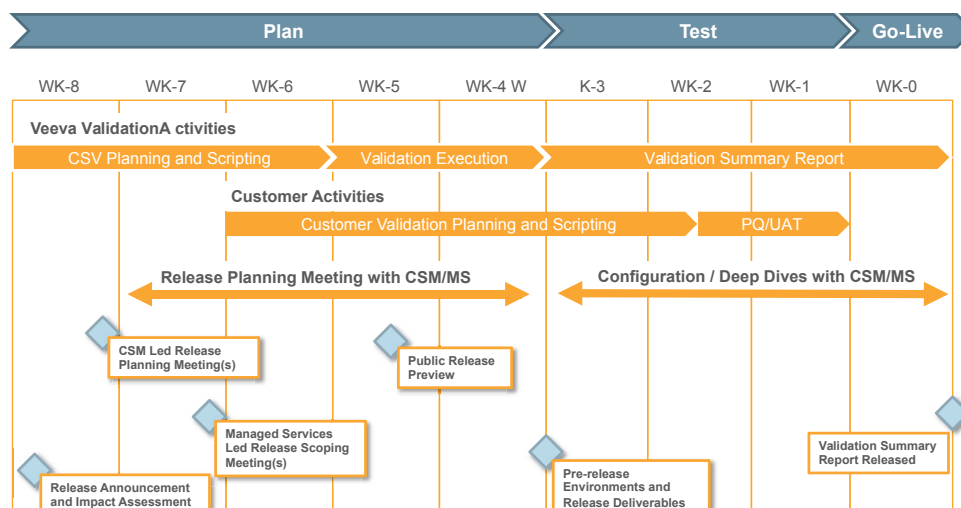 Plan
Test
Go-Live
WK-8
WK-7
WK-6
WK-5
WK-4 W
K-3
WK-2
WK-1
WK-0
Veeva ValidationA ctivities
CSV Planning and Scripting
Validation Execution
Validation Summary Report
Customer Activities
Customer Validation Planning and Scripting
PQ/UAT
Release Planning Meeting with CSM/MS
Configuration / Deep Dives with CSM/MS
CSM Led Release
Planning Meeting(s)
Public Release
Preview
Managed Services
Led Release Scoping
Meeting(s)
Validation Summary
Report Released
Release Announcement
and Impact Assessment
Pre-release
Environments and
Release Deliverables